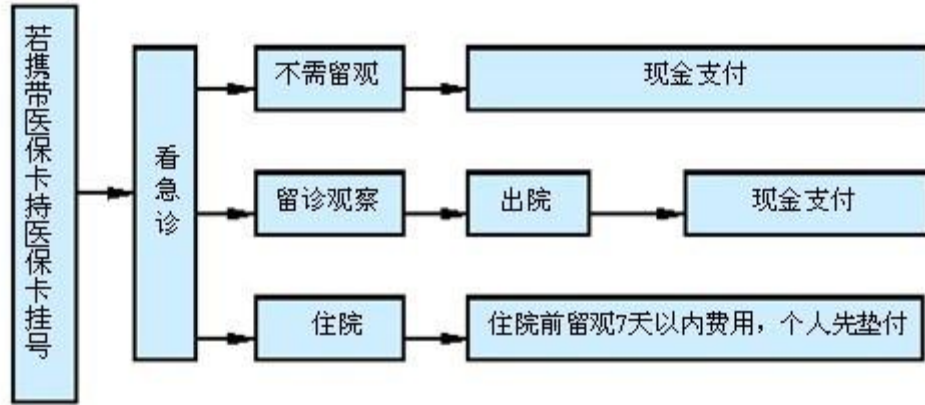 若携带医保卡持医保卡挂号
看急诊
不需留观
现金支付
留诊观察
出院
现金支付
住院
住院前留观7天以内费用，个人先垫付